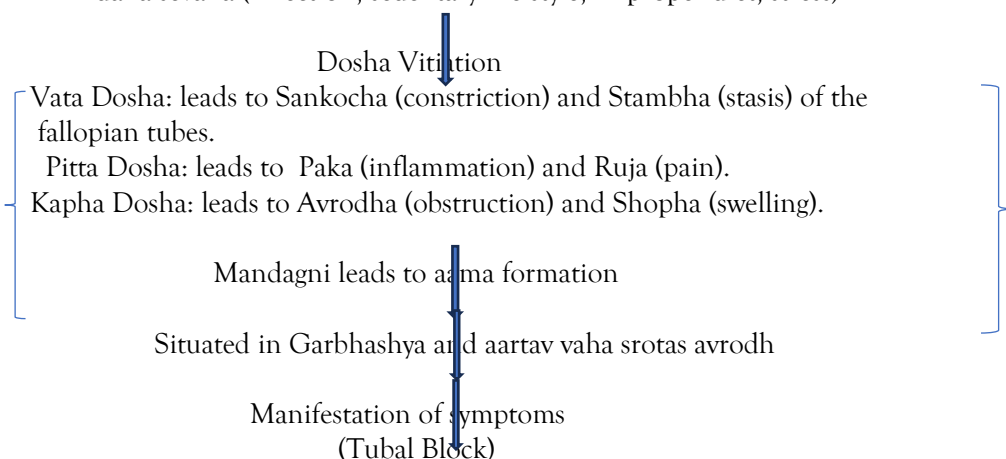 Dosha Vitiation
Vata Dosha: leads to Sankocha (constriction) and Stambha (stasis) of the
fallopian tubes.
Pitta Dosha: leads to Paka (inflammation) and Ruja (pain).
Kapha Dosha: leads to Avrodha (obstruction) and Shopha (swelling).
Mandagni leads to aama formation
Situated in Garbhashya and aartav vaha srotas avrodh
Manifestation of symptoms
(Tubal Block)